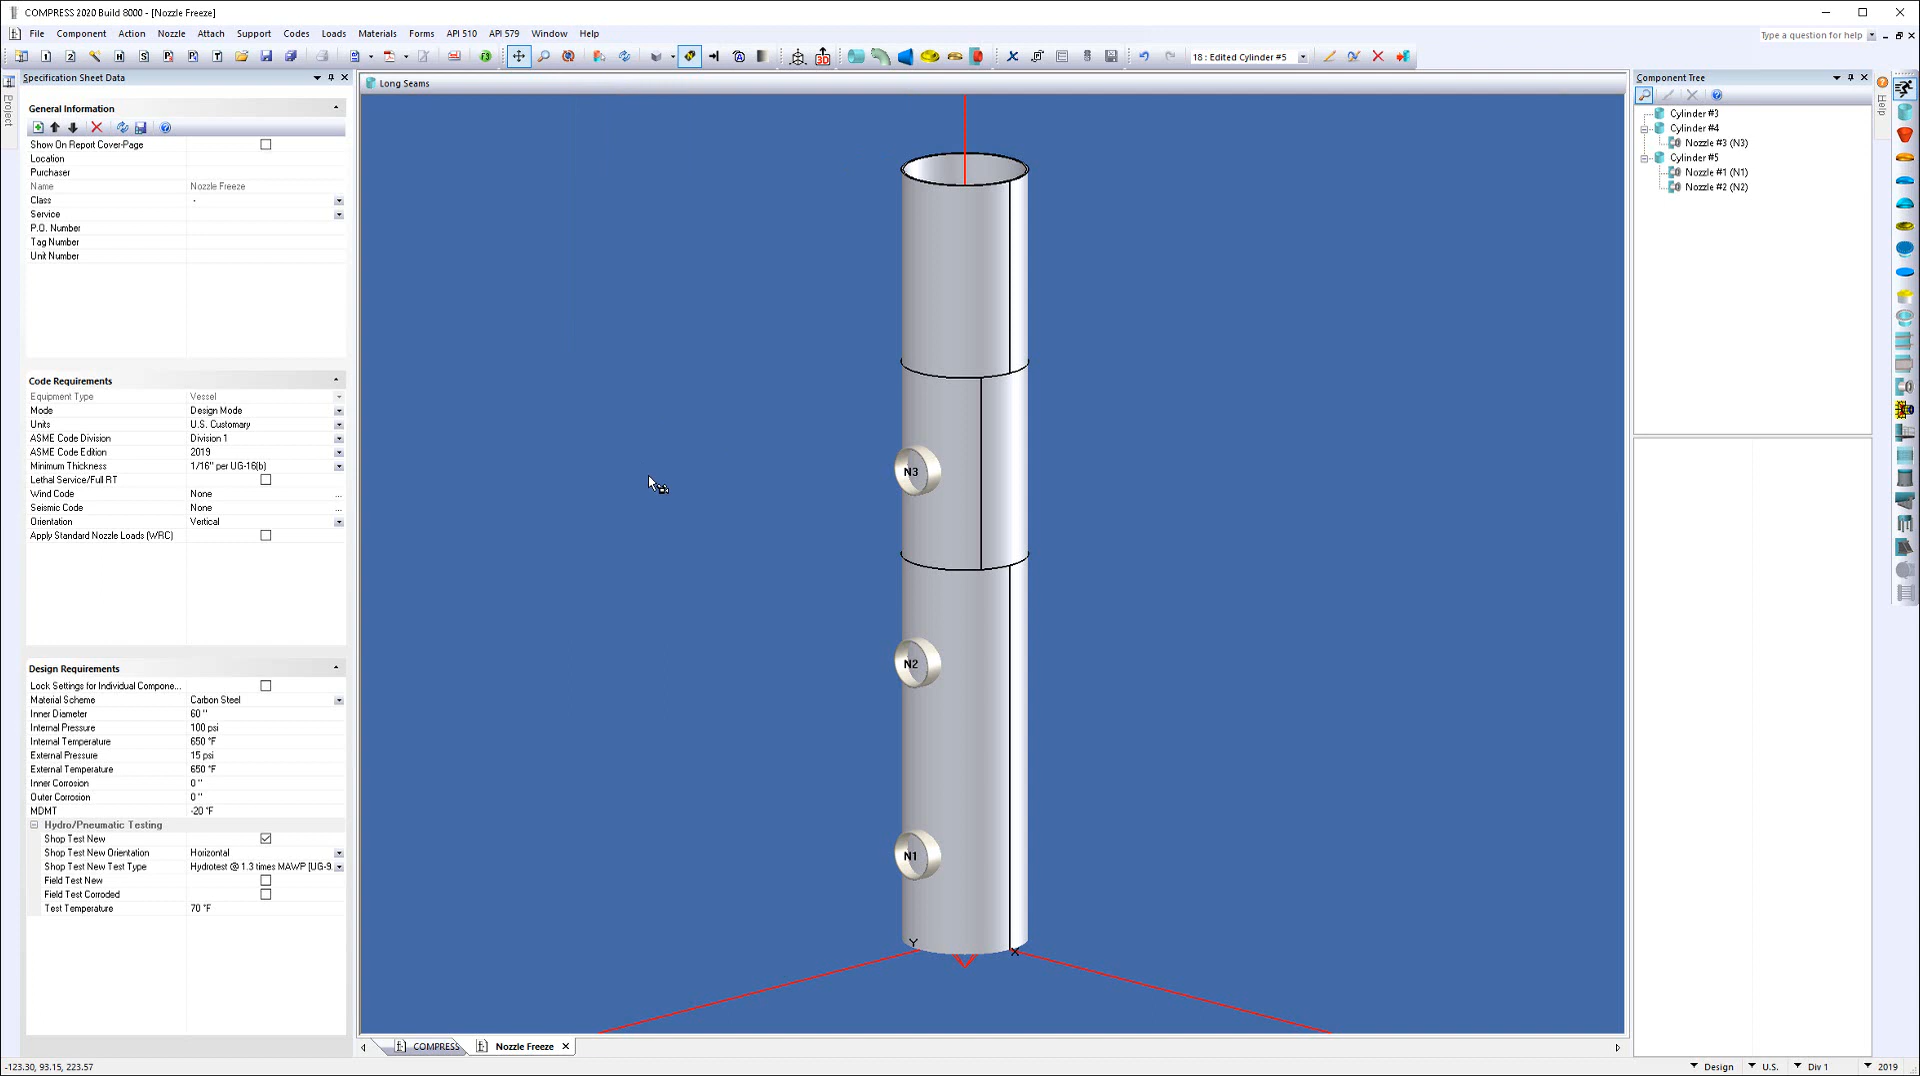 COMPRESS 2020 Build 8000 - [Nozzle Freeze]
File Component Action Nozzle Attach Support Codes Loads Materials Forms API 510 API 579 Window Help
Type a question for help
18 : Edited Cylinder #5
Specification Sheet Data
Project
General Information
Show On Report Cover-Page
Location
Purchaser
Name Nozzle Freeze
Class -
Service
P.O. Number
Tag Number
Unit Number
Code Requirements
Equipment Type Vessel
Mode Design Mode
Units U.S. Customary
ASME Code Division Division 1
ASME Code Edition 2019
Minimum Thickness 1/16" per UG-16(b)
Lethal Service/Full RT
Wind Code None ...
Seismic Code None ...
Orientation Vertical
Apply Standard Nozzle Loads (WRC)
Design Requirements
Lock Settings for Individual Compone...
Material Scheme Carbon Steel
Inner Diameter 60 "
Internal Pressure 100 psi
Internal Temperature 650 °F
External Pressure 15 psi
External Temperature 650 °F
Inner Corrosion 0 "
Outer Corrosion 0 "
MDMT -20 °F
Hydro/Pneumatic Testing
Shop Test New
Shop Test New Orientation Horizontal
Shop Test New Test Type Hydrotest @ 1.3 times MAWP [UG-9
Field Test New
Field Test Corroded
Test Temperature 70 °F
Long Seams
N3
N2
N1
Y
X
COMPRESS
Nozzle Freeze
Component Tree
Cylinder #3
Cylinder #4
Nozzle #3 (N3)
Cylinder #5
Nozzle #1 (N1)
Nozzle #2 (N2)
Help
-123.30, 93.15, 223.57
Design U.S. Div 1 2019